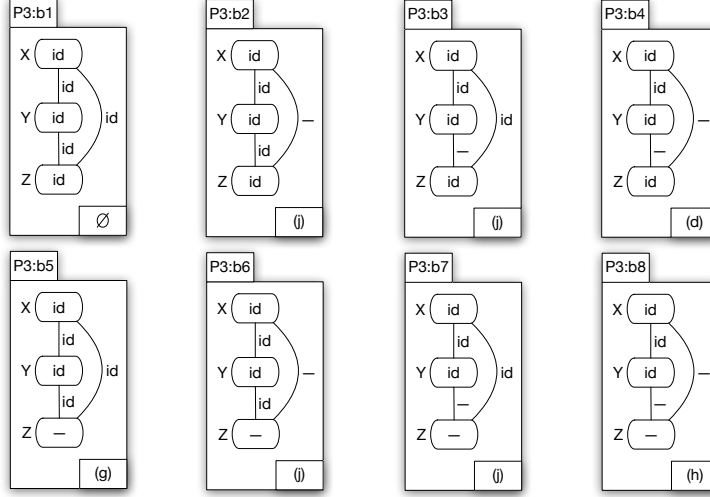 P3:b1 P3:b2 P3:b3 P3:b4
X id X id X id X id
id id id id
Y id id Y id — Y id id Y id —
id id — —
Z id Z id Z id Z id
∅ (j) (j) (d)
P3:b5 P3:b6 P3:b7 P3:b8
X id X id X id X id
id id id id
Y id id Y id — Y id id Y id —
id id — —
Z — Z — Z — Z —
(g) (j) (j) (h)